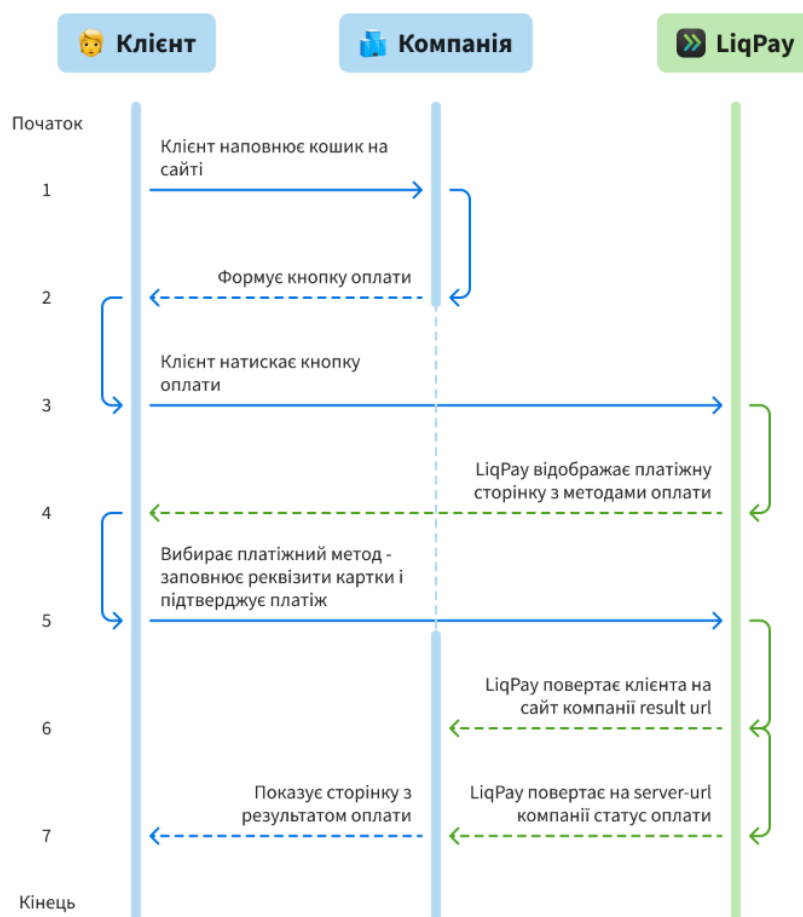 Клієнт
Компанія
LiqPay
Початок
Клієнт наповнює кошик на
сайті
1
Формує кнопку оплати
2
Клієнт натискає кнопку
оплати
3
LiqPay відображає платіжну
сторінку з методами оплати
4
Вибирає платіжний метод -
заповнює реквізити картки і
підтверджує платіж
5
LiqPay повертає клієнта на
сайт компанії result url
6
Показує сторінку з
результатом оплати
LiqPay повертає на server-url
компанії статус оплати
7
Кінець